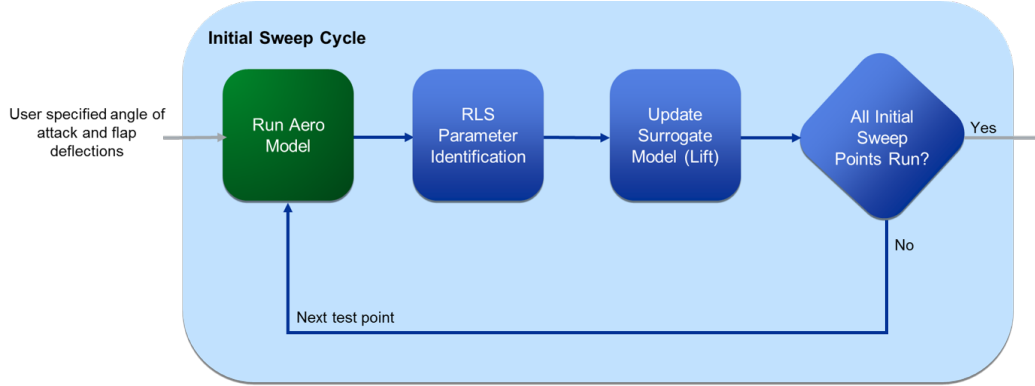 Initial Sweep Cycle
User specified angle of
attack and flap
deflections
Run Aero
Model
RLS
Parameter
Identification
Update
Surrogate
Model (Lift)
All Initial
Sweep
Points Run?
Yes
No
Next test point